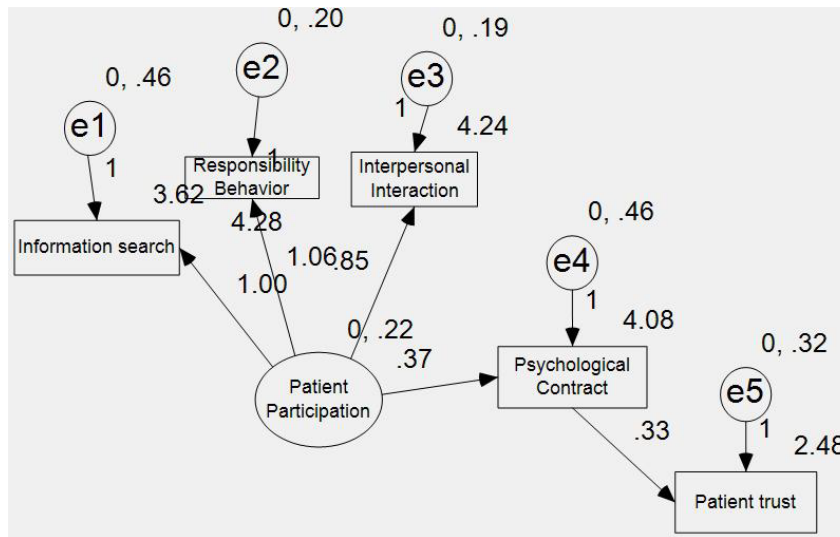 0, .20
0, .19
0, .46
e2
e3
e1
1
4.24
1
1
Responsibility
Behavior
Interpersonal
Interaction
3.62
4.28
0, .46
Information search
1.06
.85
e4
1.00
1
4.08
0, .22
.37
0, .32
Psychological
Contract
Patient
Participation
e5
.33
1
2.48
Patient trust